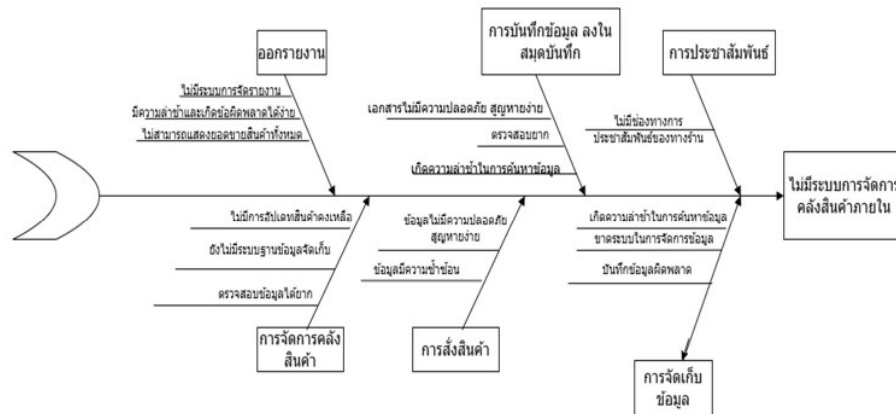 ออกรายงาน
ไม่มีระบบการจัดรายงาน
มีความล่าช้าและเกิดข้อผิดพลาดได้ง่าย
ไม่สามารถแสดงยอดขายสินค้าทั้งหมด
การบันทึกข้อมูล ลงใน
สมุดบันทึก
เอกสารไม่มีความปลอดภัย สูญหายง่าย
ตรวจสอบยาก
เกิดความล่าช้าในการค้นหาข้อมูล
การประชาสัมพันธ์
ไม่มีช่องทางการ
ประชาสัมพันธ์ของทางร้าน
ไม่มีระบบการจัดการ
คลังสินค้าภายใน
ไม่มีการอัปเดทสินค้าคงเหลือ
ยังไม่มีระบบฐานข้อมูลจัดเก็บ
ตรวจสอบข้อมูลได้ยาก
การจัดการคลัง
สินค้า
ข้อมูลไม่มีความปลอดภัย
สูญหายง่าย
ข้อมูลมีความซ้ำซ้อน
การสั่งสินค้า
เกิดความล่าช้าในการค้นหาข้อมูล
ขาดระบบในการจัดการข้อมูล
บันทึกข้อมูลผิดพลาด
การจัดเก็บ
ข้อมูล